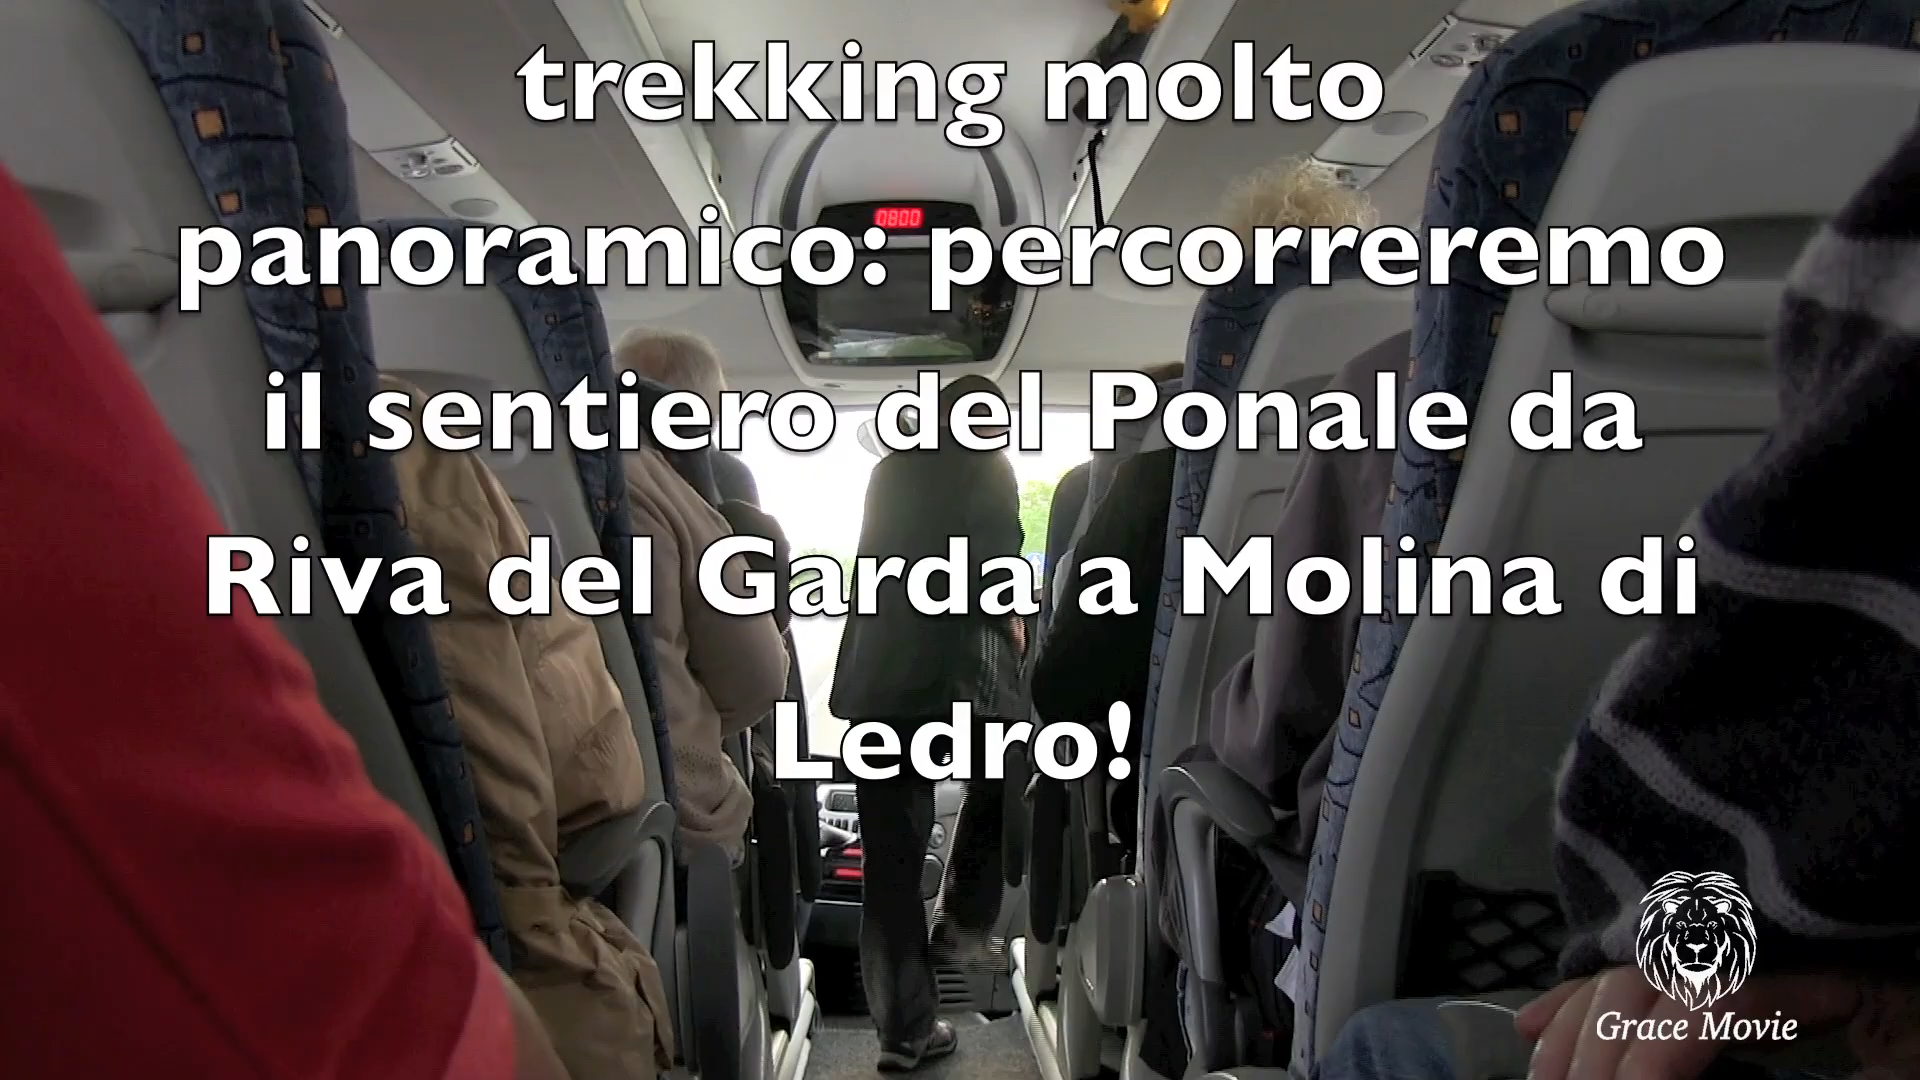 trekking molto
panoramico: percorreremo
il sentiero del Ponale da
Riva del Garda a Molina di
Ledro!
0800
Grace Movie